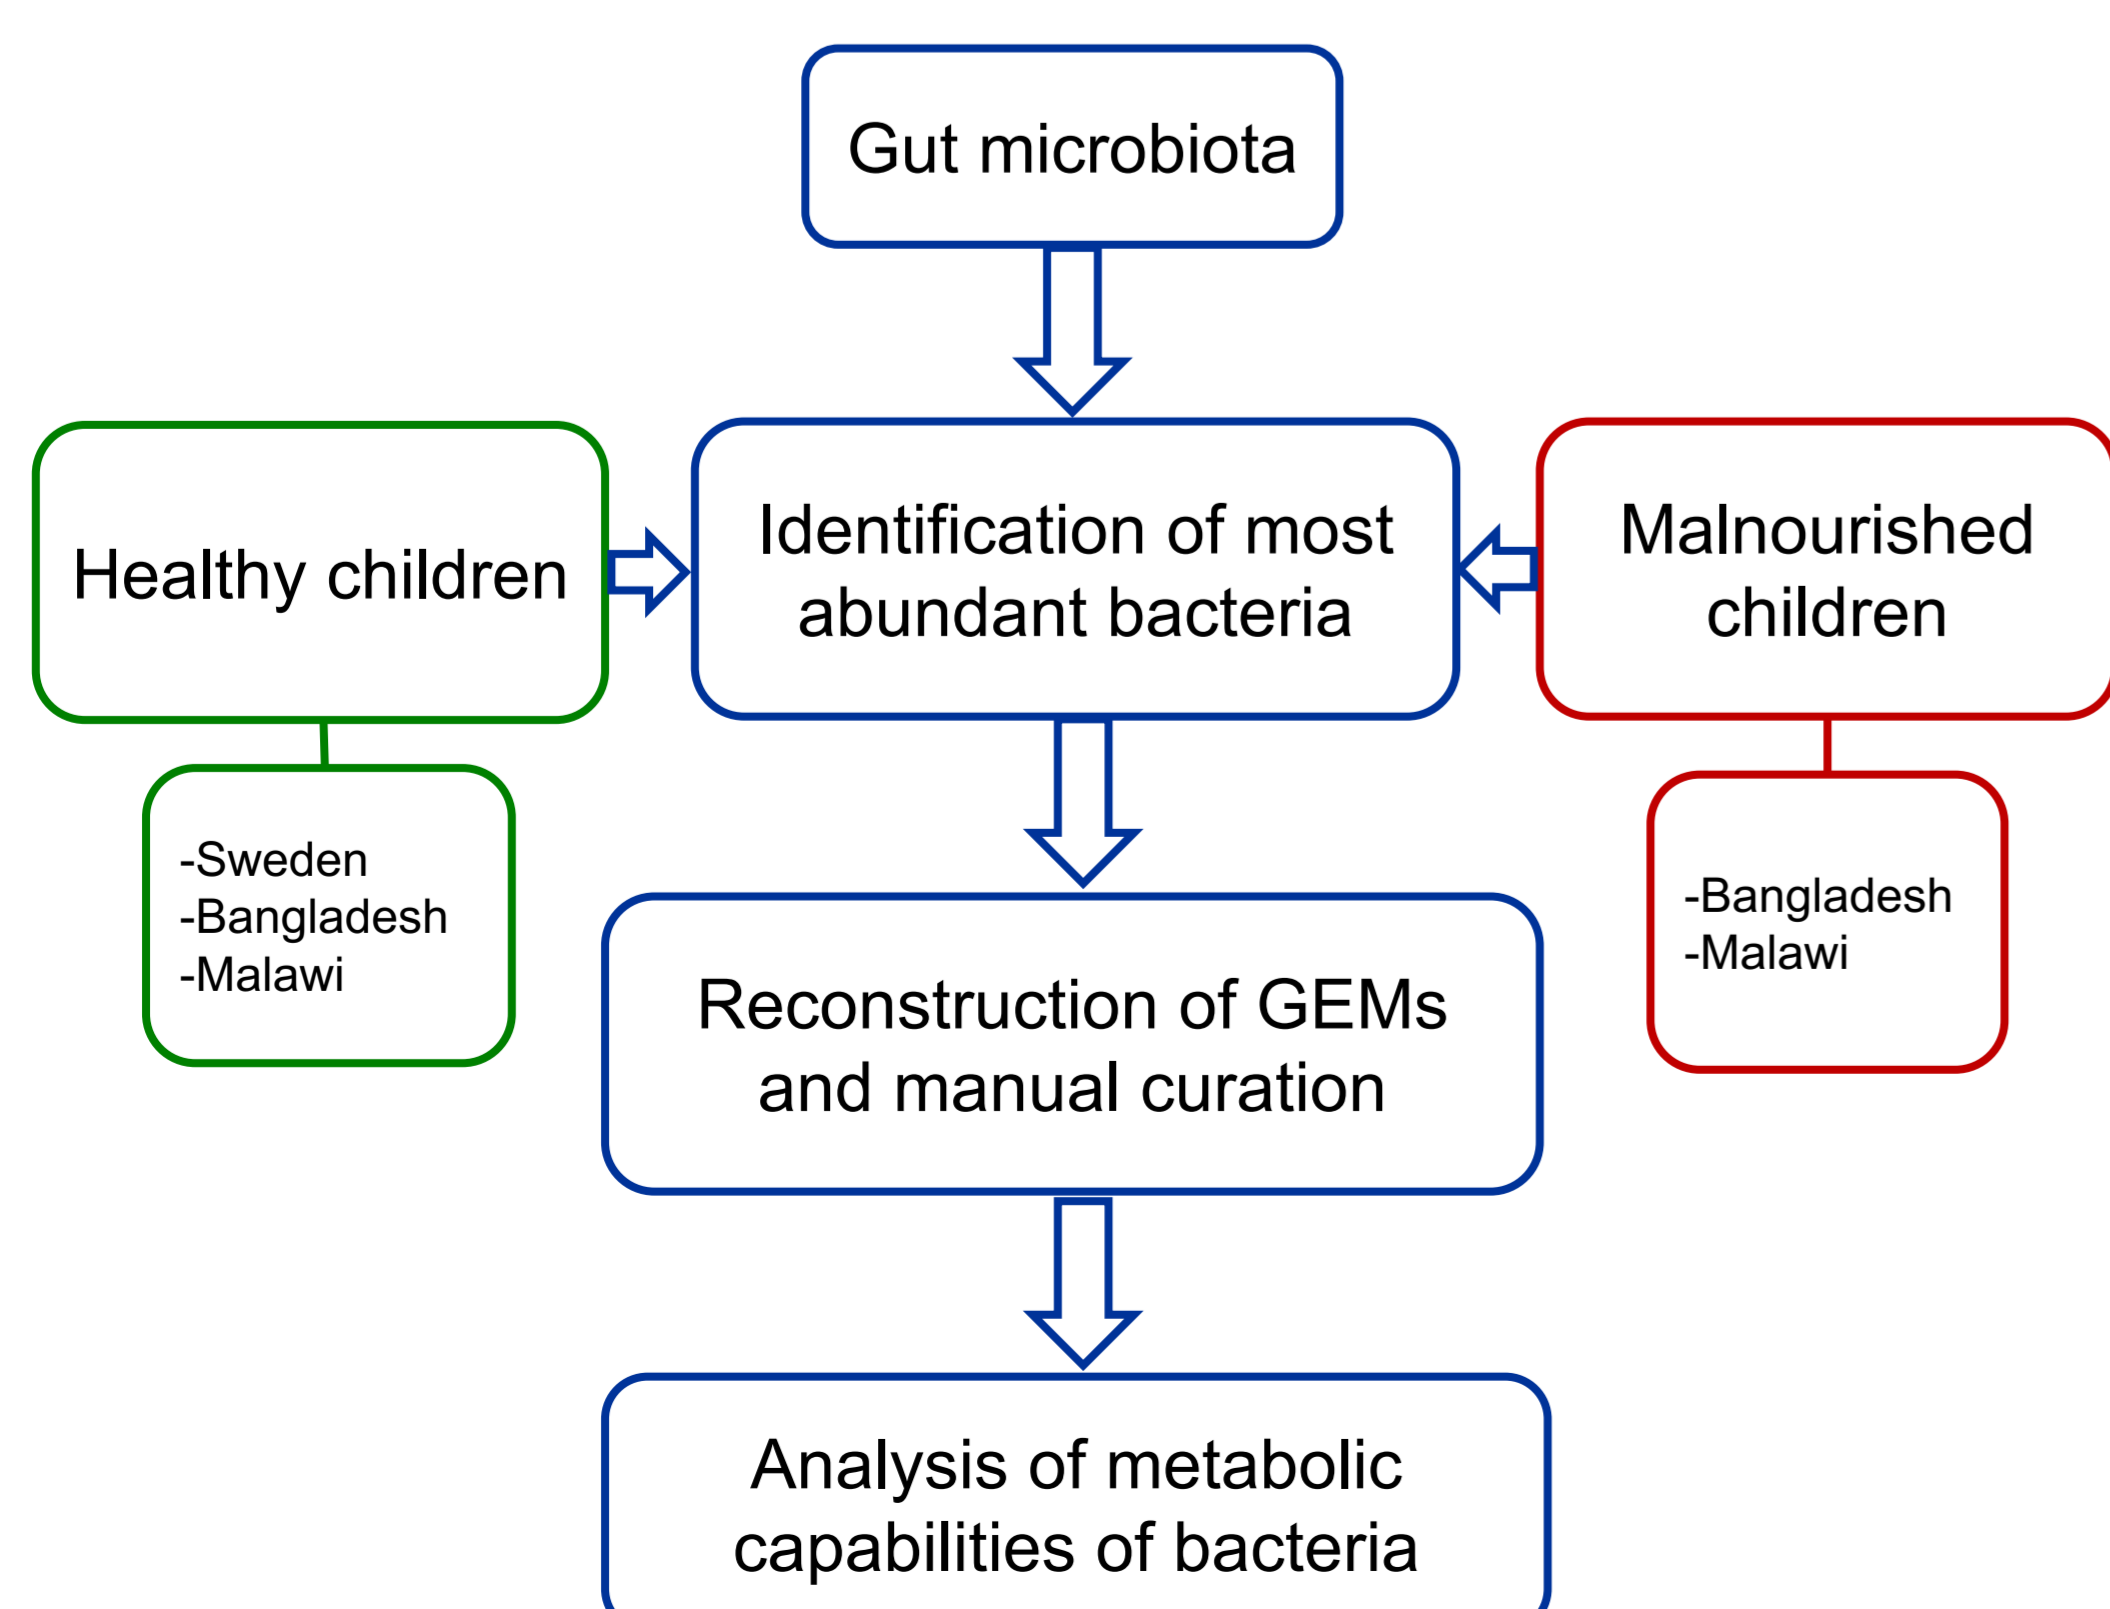 Gut microbiota
Healthy children
Identification of most
abundant bacteria
Malnourished
children
-Sweden
-Bangladesh
-Malawi
-Bangladesh
-Malawi
Reconstruction of GEMs
and manual curation
Analysis of metabolic
capabilities of bacteria